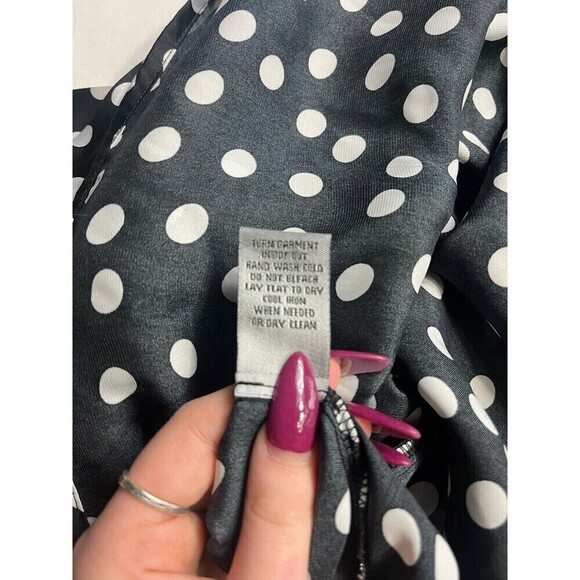 TURN GARMENT
INSIDE OUT
HAND WASH COLD
DO NOT BLEACH
LAY FLAT TO DRY
COOL IRON
WHEN NEEDED
OR DRY CLEAN